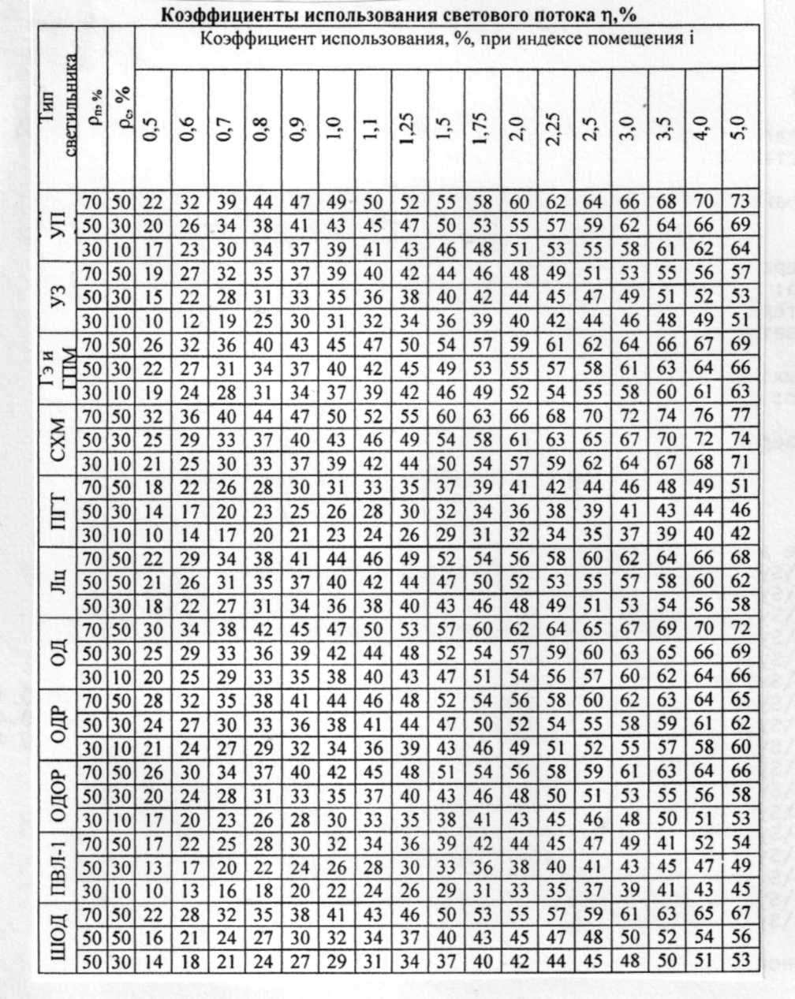 Коэффициенты использования светового потока η,%
Тип светильника ρп, % ρс, % Коэффициент использования, %, при индексе помещения i
0,5 0,6 0,7 0,8 0,9 1,0 1,1 1,25 1,5 1,75 2,0 2,25 2,5 3,0 3,5 4,0 5,0
УП
70 50 22 32 39 44 47 49 50 52 55 58 60 62 64 66 68 70 73
50 30 20 26 34 38 41 43 45 47 50 53 55 57 59 62 64 66 69
30 10 17 23 30 34 37 39 41 43 46 48 51 53 55 58 61 62 64
УЗ
70 50 19 27 32 35 37 39 40 42 44 46 48 49 51 53 55 56 57
50 30 15 22 28 31 33 35 36 38 40 42 44 45 47 49 51 52 53
30 10 10 12 19 25 30 31 32 34 36 39 40 42 44 46 48 49 51
Гэ и ГПМ
70 50 26 32 36 40 43 45 47 50 54 57 59 61 62 64 66 67 69
50 30 22 27 31 34 37 40 42 45 49 53 55 57 58 61 63 64 66
30 10 19 24 28 31 34 37 39 42 46 49 52 54 55 58 60 61 63
СХМ
70 50 32 36 40 44 47 50 52 55 60 63 66 68 70 72 74 76 77
50 30 25 29 33 37 40 43 46 49 54 58 61 63 65 67 70 72 74
30 10 21 25 30 33 37 39 42 44 50 54 57 59 62 64 67 68 71
ПГТ
70 50 18 22 26 28 30 31 33 35 37 39 41 42 44 46 48 49 51
50 30 14 17 20 23 25 26 28 30 32 34 36 38 39 41 43 44 46
30 10 10 14 17 20 21 23 24 26 29 31 32 34 35 37 39 40 42
Лц
70 50 22 29 34 38 41 44 46 49 52 54 56 58 60 62 64 66 68
50 50 21 26 31 35 37 40 42 44 47 50 52 53 55 57 58 60 62
50 30 18 22 27 31 34 36 38 40 43 46 48 49 51 53 54 56 58
ОД
70 50 30 34 38 42 45 47 50 53 57 60 62 64 65 67 69 70 72
50 30 25 29 33 36 39 42 44 48 52 54 57 59 60 63 65 66 69
30 10 20 25 29 33 35 38 40 43 47 51 54 56 57 60 62 64 66
ОДР
70 50 28 32 35 38 41 44 46 48 52 54 56 58 60 62 63 64 65
50 30 24 27 30 33 36 38 41 44 47 50 52 54 55 58 59 61 62
30 10 21 24 27 29 32 34 36 39 43 46 49 51 52 55 57 58 60
ОДОР
70 50 26 30 34 37 40 42 45 48 51 54 56 58 59 61 63 64 66
50 30 20 24 28 31 33 35 37 40 43 46 48 50 51 53 55 56 58
30 10 17 20 23 26 28 30 33 35 38 41 43 45 46 48 50 51 53
ПВЛ-1
70 50 17 22 25 28 30 32 34 36 39 42 44 45 47 49 41 52 54
50 30 13 17 20 22 24 26 28 30 33 36 38 40 41 43 45 47 49
30 10 10 13 16 18 20 22 24 26 29 31 33 35 37 39 41 43 45
ШОД
70 50 22 28 32 35 38 41 43 46 50 53 55 57 59 61 63 65 67
50 50 16 21 24 27 30 32 34 37 40 43 45 47 48 50 52 54 56
50 30 14 18 21 24 27 29 31 34 37 40 42 44 45 48 50 51 53